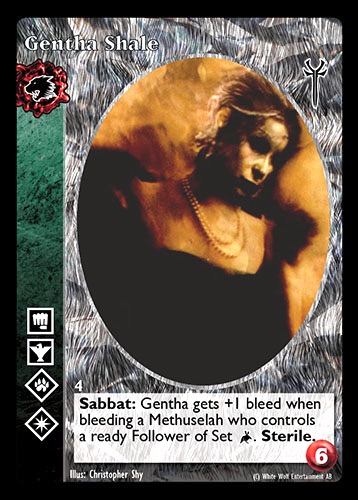 Gentha Shale
4
Sabbat: Gentha gets +1 bleed when
bleeding a Methuselah who controls
a ready Follower of Set . Sterile.
6
Illus: Christopher Shy
(C) White Wolf Entertainment AB